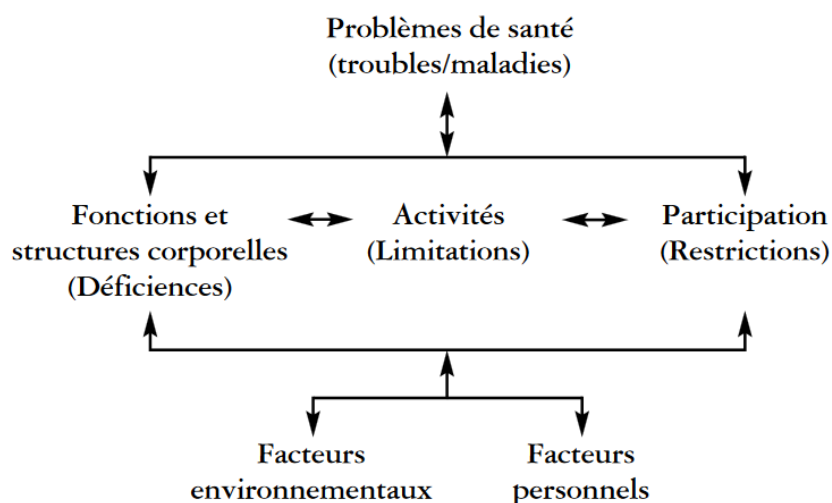 Problèmes de santé
(troubles/maladies)
Fonctions et
structures corporelles
(Déficiences)
Activités
(Limitations)
Participation
(Restrictions)
Facteurs
environnementaux
Facteurs
personnels